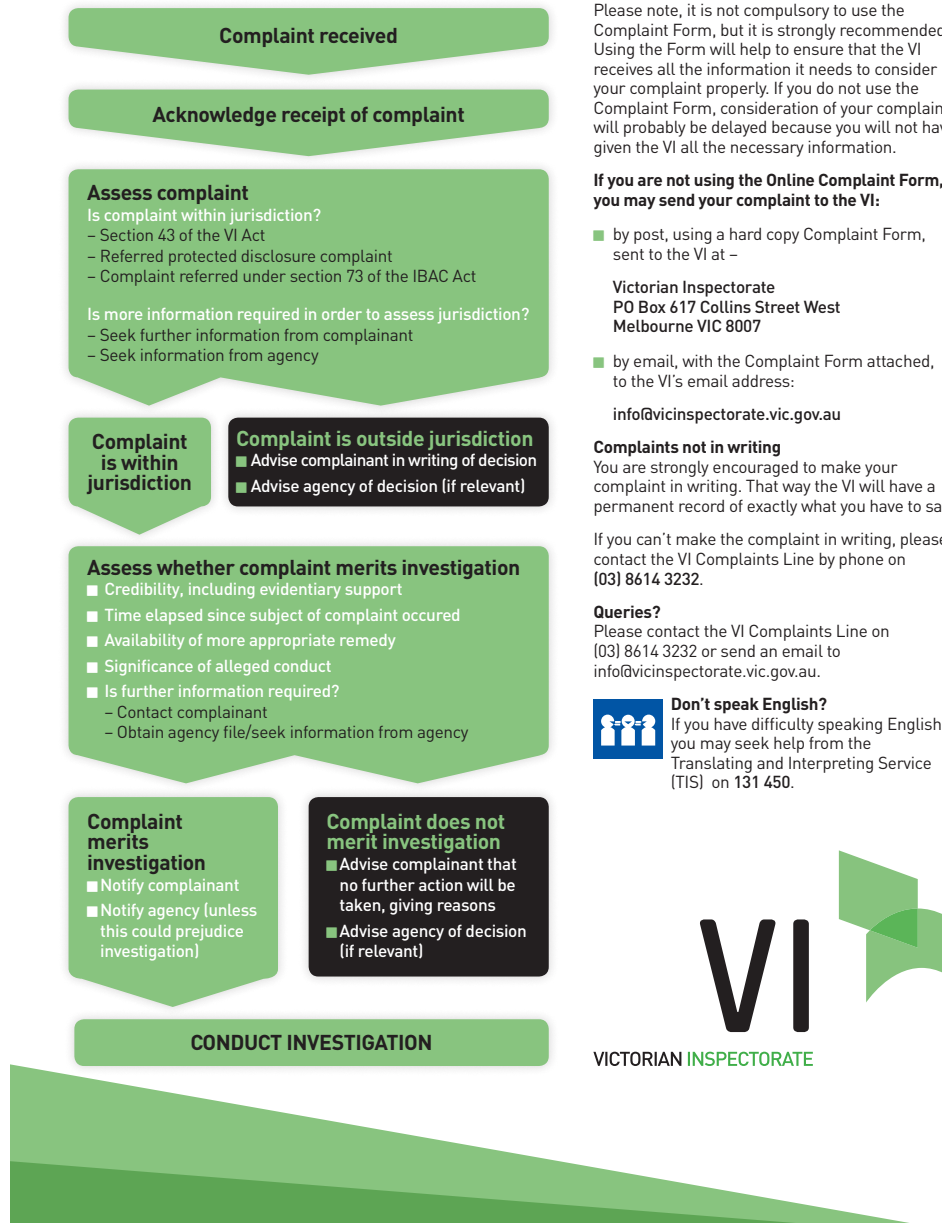 Complaint received
Acknowledge receipt of complaint
Assess complaint
Is complaint within jurisdiction?
– Section 43 of the VI Act
– Referred protected disclosure complaint
– Complaint referred under section 73 of the IBAC Act
Is more information required in order to assess jurisdiction?
– Seek further information from complainant
– Seek information from agency
Complaint
is within
jurisdiction
Complaint is outside jurisdiction
Advise complainant in writing of decision
Advise agency of decision (if relevant)
Assess whether complaint merits investigation
Credibility, including evidentiary support
Time elapsed since subject of complaint occured
Availability of more appropriate remedy
Significance of alleged conduct
Is further information required?
– Contact complainant
– Obtain agency file/seek information from agency
Complaint
merits
investigation
Notify complainant
Notify agency (unless
this could prejudice
investigation)
Complaint does not
merit investigation
Advise complainant that
no further action will be
taken, giving reasons
Advise agency of decision
(if relevant)
CONDUCT INVESTIGATION
Please note, it is not compulsory to use the
Complaint Form, but it is strongly recommended
Using the Form will help to ensure that the VI
receives all the information it needs to consider
your complaint properly. If you do not use the
Complaint Form, consideration of your complain
will probably be delayed because you will not hav
given the VI all the necessary information.
If you are not using the Online Complaint Form,
you may send your complaint to the VI:
by post, using a hard copy Complaint Form,
sent to the VI at –
Victorian Inspectorate
PO Box 617 Collins Street West
Melbourne VIC 8007
by email, with the Complaint Form attached,
to the VI's email address:
info@vicinspectorate.vic.gov.au
Complaints not in writing
You are strongly encouraged to make your
complaint in writing. That way the VI will have a
permanent record of exactly what you have to sa
If you can't make the complaint in writing, please
contact the VI Complaints Line by phone on
(03) 8614 3232.
Queries?
Please contact the VI Complaints Line on
(03) 8614 3232 or send an email to
info@vicinspectorate.vic.gov.au.
Don't speak English?
If you have difficulty speaking English
you may seek help from the
Translating and Interpreting Service
(TIS) on 131 450.
VI
VICTORIAN INSPECTORATE